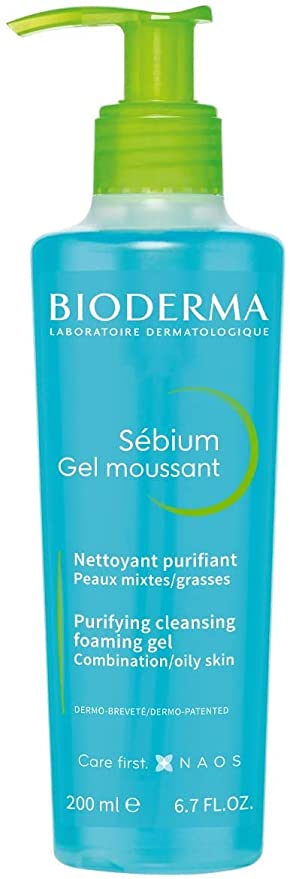 BIODERMA
LABORATOIRE DERMATOLOGIQUE
Sébium
Gel moussant
Nettoyant purifiant
Peaux mixtes/grasses
Purifying cleansing
foaming gel
Combination/oily skin
DERMO-BREVETÉ/DERMO-PATENTED
Care first. NAOS
200 ml ℮ 6.7 FL.OZ.